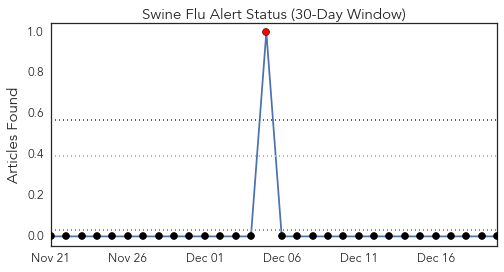 Swine Flu Alert Status (30-Day Window)
Articles Found
1.0
0.8
0.6
0.4
0.2
0.0
Nov 21 Nov 26 Dec 01 Dec 06 Dec 11 Dec 16